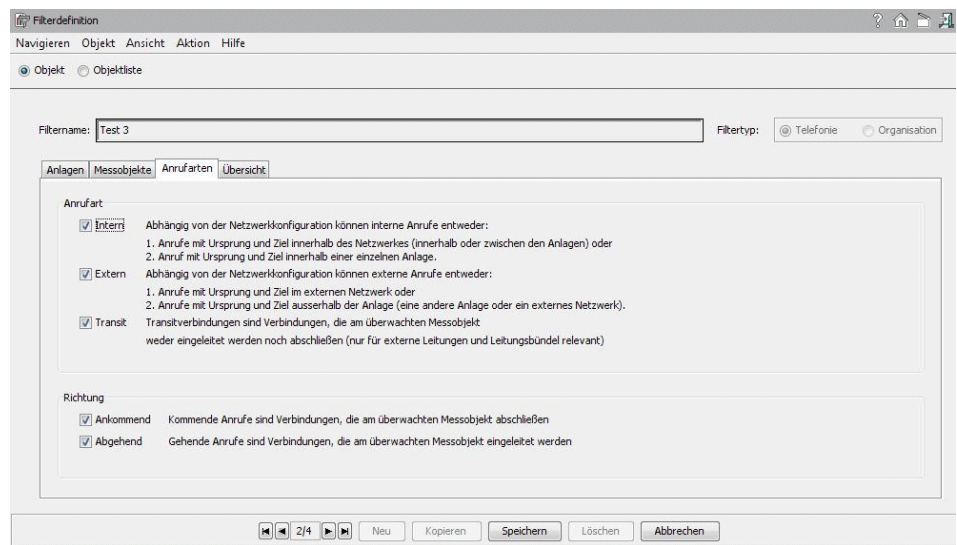 Filterdefinition
?
Navigieren Objekt Ansicht Aktion Hilfe
Objekt Objektliste
Filtername: Test 3 Filtertyp: Telefonie Organisation
Anlagen Messobjekte Anrufarten Übersicht
Anrufart
Intern Abhängig von der Netzwerkkonfiguration können interne Anrufe entweder:
1. Anrufe mit Ursprung und Ziel innerhalb des Netzwerkes (innerhalb oder zwischen den Anlagen) oder
2. Anruf mit Ursprung und Ziel innerhalb einer einzelnen Anlage.
Extern Abhängig von der Netzwerkkonfiguration können externe Anrufe entweder:
1. Anrufe mit Ursprung und Ziel im externen Netzwerk oder
2. Anrufe mit Ursprung und Ziel ausserhalb der Anlage (eine andere Anlage oder ein externes Netzwerk).
Transit Transitverbindungen sind Verbindungen, die am überwachten Messobjekt
weder eingeleitet werden noch abschließen (nur für externe Leitungen und Leitungsbündel relevant)
Richtung
Ankommend Kommende Anrufe sind Verbindungen, die am überwachten Messobjekt abschließen
Abgehend Gehende Anrufe sind Verbindungen, die am überwachten Messobjekt eingeleitet werden
2/4 Neu Kopieren Speichern Löschen Abbrechen